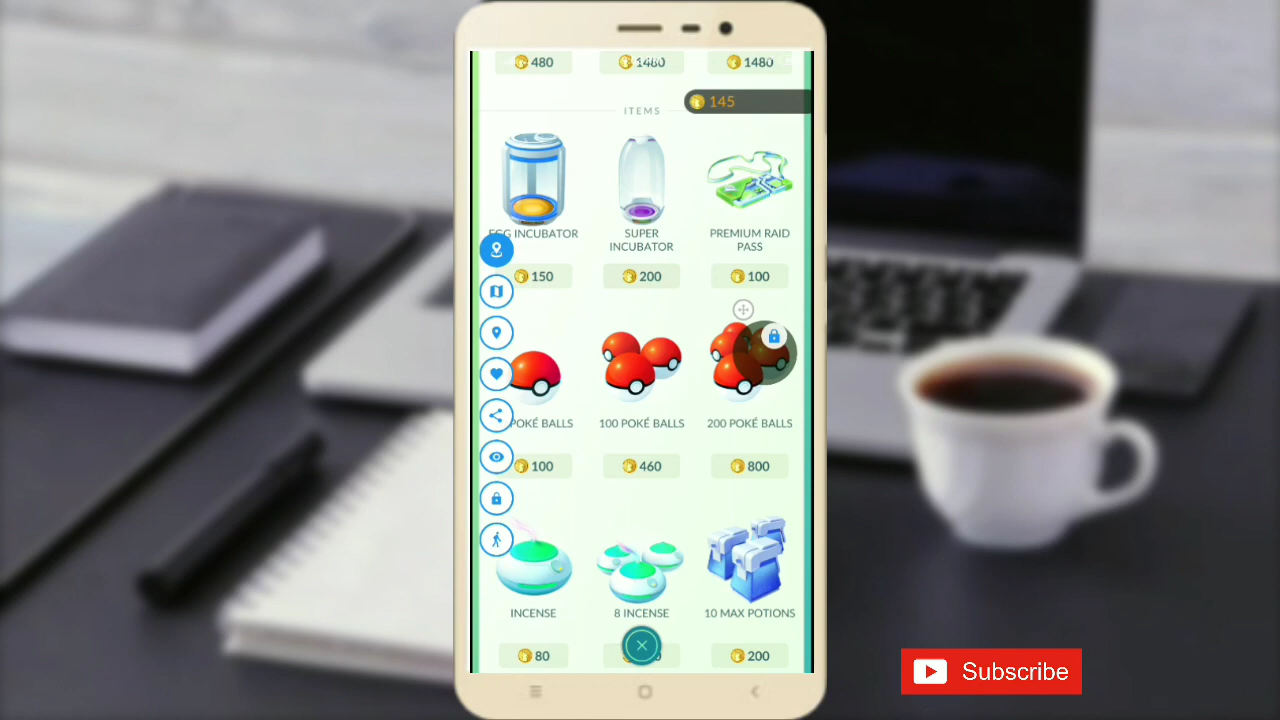 480 1480 1480
145
ITEMS
EGG INCUBATOR SUPER INCUBATOR PREMIUM RAID PASS
150 200 100
POKÉ BALLS 100 POKÉ BALLS 200 POKÉ BALLS
100 460 800
INCENSE 8 INCENSE 10 MAX POTIONS
80 200
Subscribe